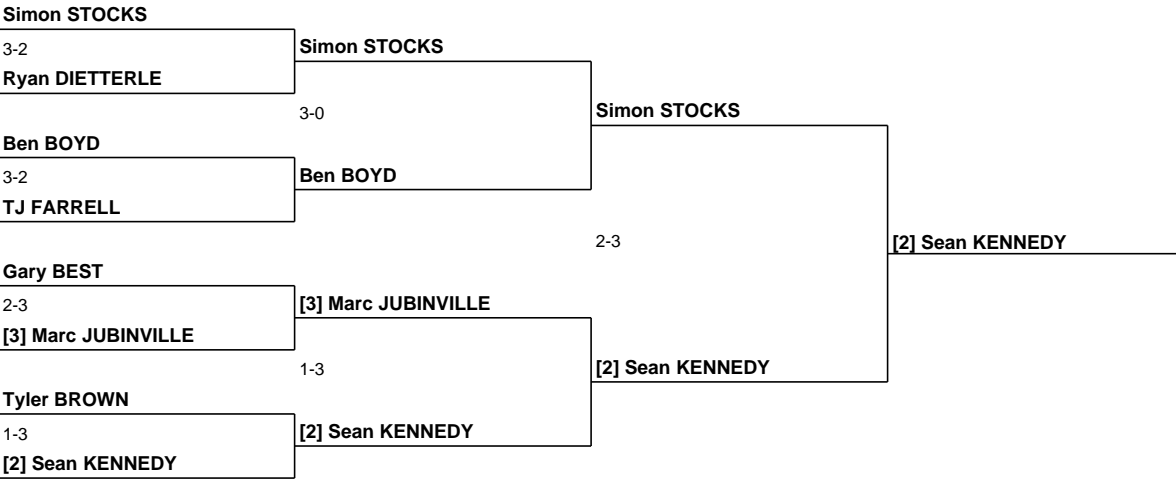 Simon STOCKS
3-2
Simon STOCKS
Ryan DIETTERLE
3-0
Simon STOCKS
Ben BOYD
3-2
Ben BOYD
TJ FARRELL
2-3
[2] Sean KENNEDY
Gary BEST
2-3
[3] Marc JUBINVILLE
[3] Marc JUBINVILLE
1-3
[2] Sean KENNEDY
Tyler BROWN
1-3
[2] Sean KENNEDY
[2] Sean KENNEDY